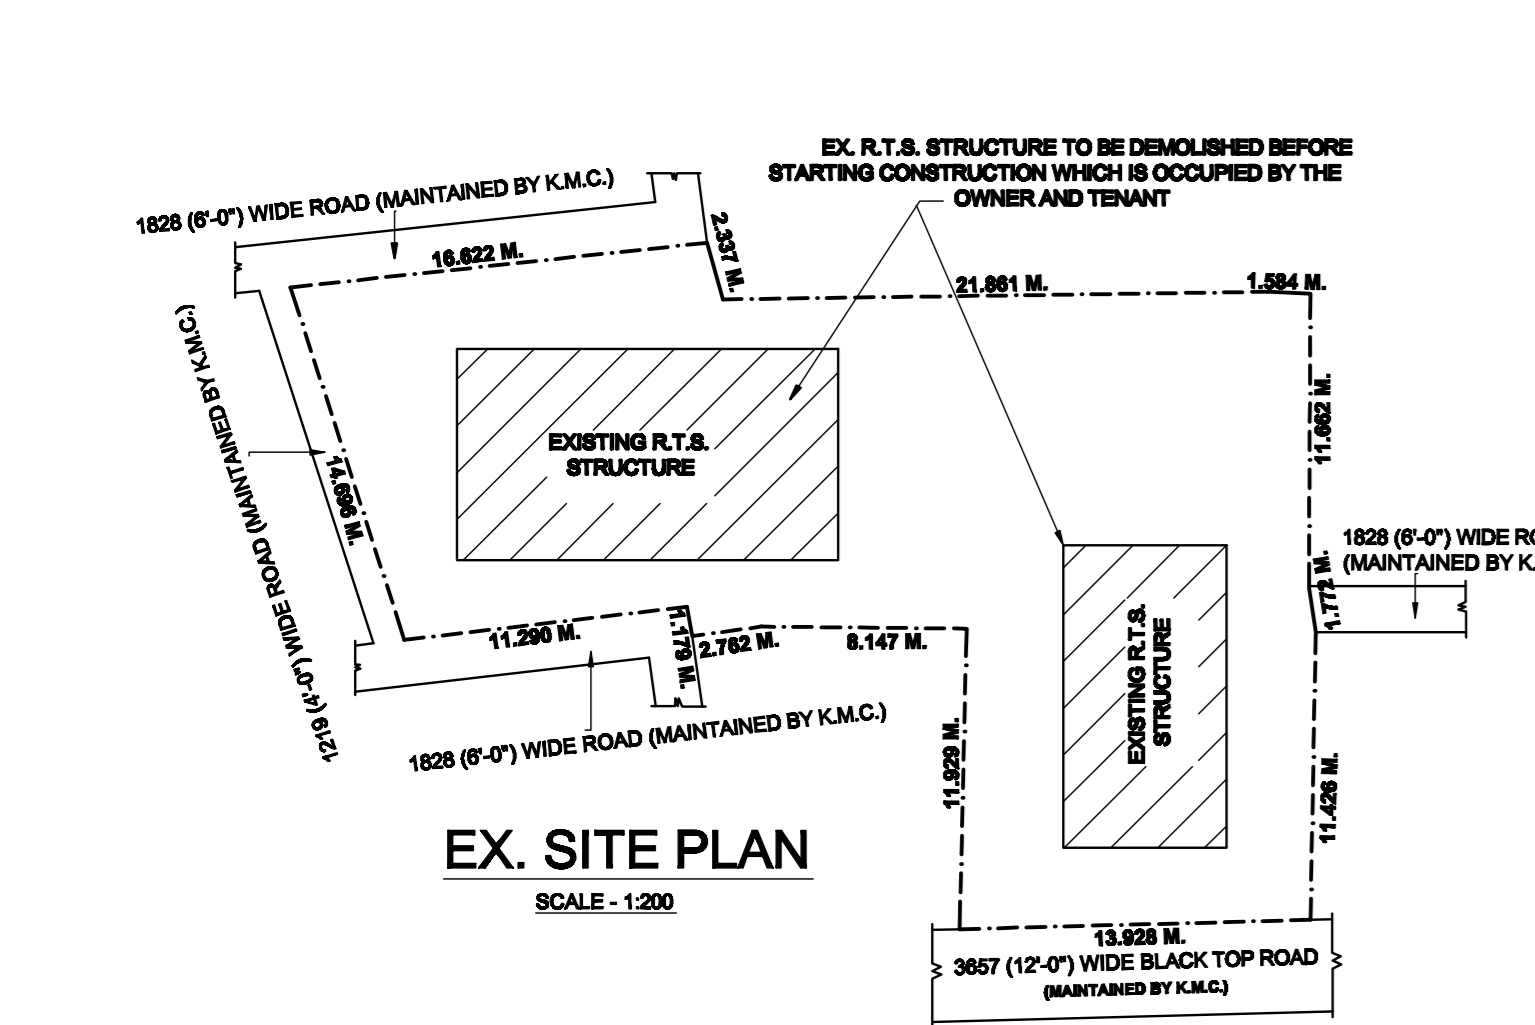 EX. R.T.S. STRUCTURE TO BE DEMOLISHED BEFORE
STARTING CONSTRUCTION WHICH IS OCCUPIED BY THE
OWNER AND TENANT
1828 (6'-0") WIDE ROAD (MAINTAINED BY K.M.C.)
16.622 M.
2.337 M.
21.861 M.
1.584 M.
1219 (4'-0") WIDE ROAD (MAINTAINED BY K.M.C.)
14.696 M.
EXISTING R.T.S.
STRUCTURE
11.662 M.
1828 (6'-0") WIDE RO
(MAINTAINED BY K.
1.772 M.
11.290 M.
1.179 M.
2.762 M.
8.147 M.
EXISTING R.T.S.
STRUCTURE
1828 (6'-0") WIDE ROAD (MAINTAINED BY K.M.C.)
11.929 M.
11.426 M.
EX. SITE PLAN
SCALE - 1:200
13.928 M.
3657 (12'-0") WIDE BLACK TOP ROAD
(MAINTAINED BY K.M.C.)